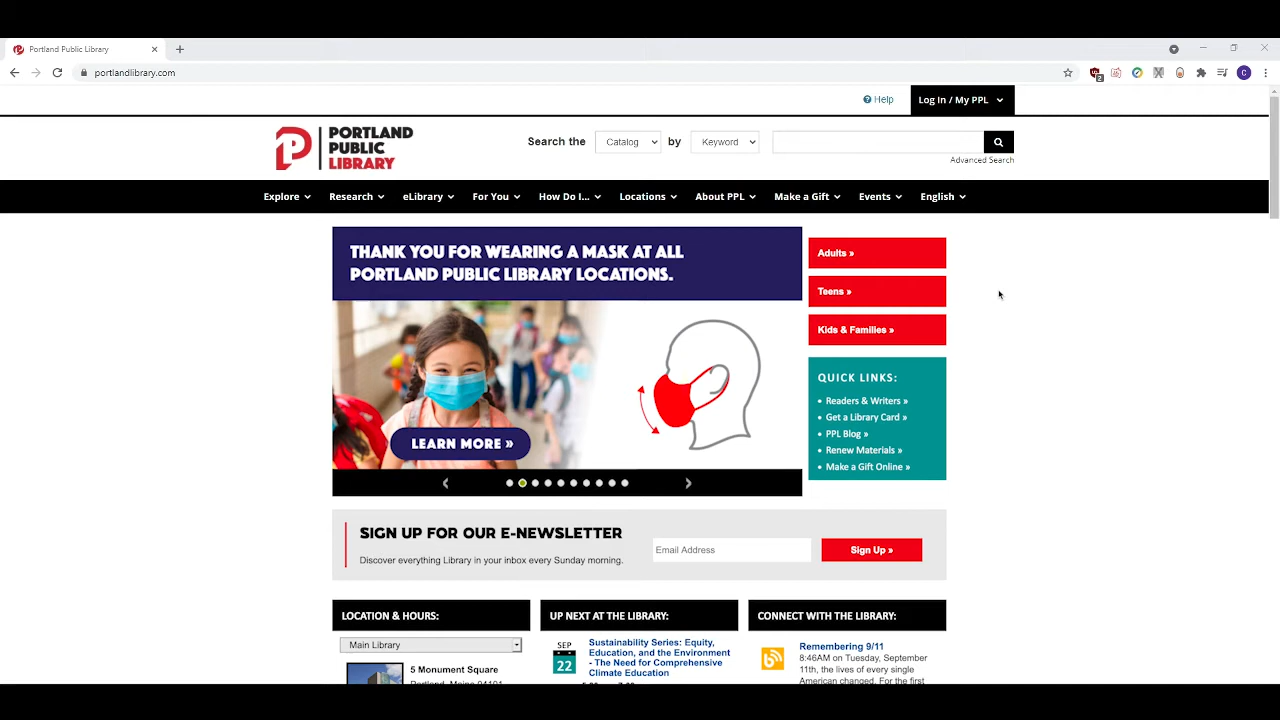 Portland Public Library
portlandlibrary.com
2
C
Help
Log In / My PPL
PORTLAND
PUBLIC
LIBRARY
Search the
Catalog
by
Keyword
Advanced Search
Explore
Research
eLibrary
For You
How Do I...
Locations
About PPL
Make a Gift
Events
English
THANK YOU FOR WEARING A MASK AT ALL
PORTLAND PUBLIC LIBRARY LOCATIONS.
LEARN MORE »
Adults »
Teens »
Kids & Families »
QUICK LINKS:
• Readers & Writers »
• Get a Library Card »
• PPL Blog »
• Renew Materials »
• Make a Gift Online »
SIGN UP FOR OUR E-NEWSLETTER
Discover everything Library in your inbox every Sunday morning.
Email Address
Sign Up »
LOCATION & HOURS:
Main Library
5 Monument Square
Portland, Maine 04101
UP NEXT AT THE LIBRARY:
SEP
22
Sustainability Series: Equity,
Education, and the Environment
- The Need for Comprehensive
Climate Education
CONNECT WITH THE LIBRARY:
Remembering 9/11
8:46AM on Tuesday, September
11th, the lives of every single
American changed. For the first